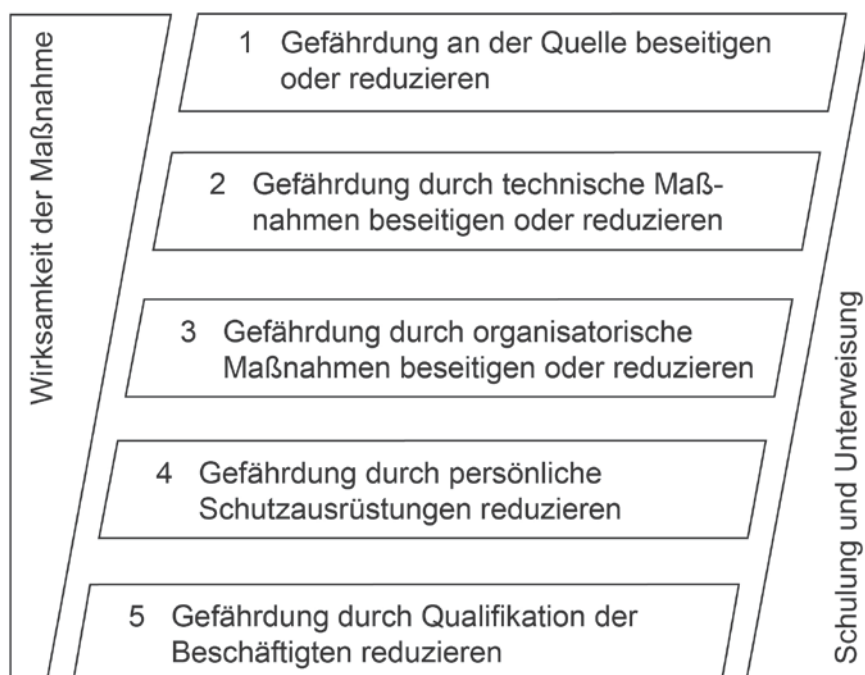 Wirksamkeit der Maßnahme
1 Gefährdung an der Quelle beseitigen
oder reduzieren
2 Gefährdung durch technische Maß-
nahmen beseitigen oder reduzieren
3 Gefährdung durch organisatorische
Maßnahmen beseitigen oder reduzieren
4 Gefährdung durch persönliche
Schutzausrüstungen reduzieren
5 Gefährdung durch Qualifikation der
Beschäftigten reduzieren
Schulung und Unterweisung